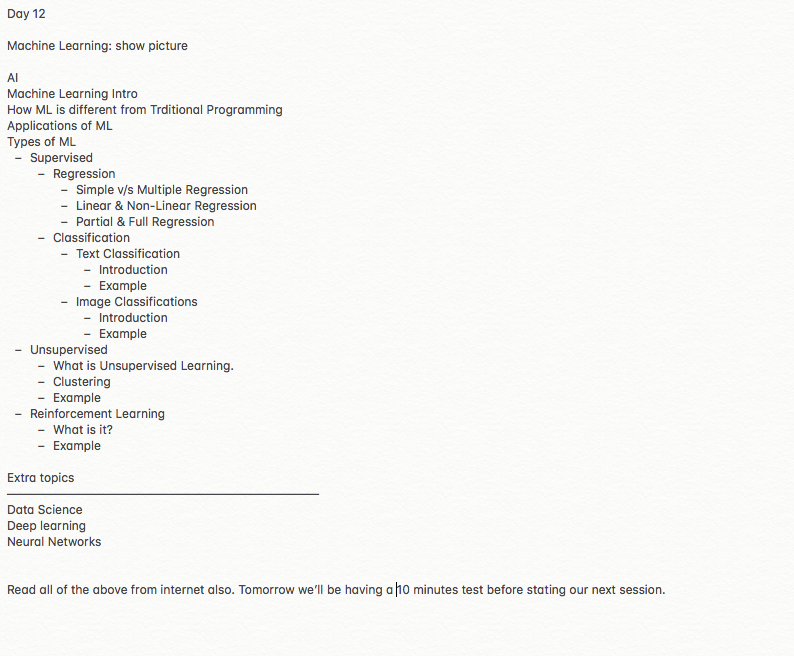 Day 12
Machine Learning: show picture
AI
Machine Learning Intro
How ML is different from Trditional Programming
Applications of ML
Types of ML
– Supervised
– Regression
– Simple v/s Multiple Regression
– Linear & Non-Linear Regression
– Partial & Full Regression
– Classification
– Text Classification
– Introduction
– Example
– Image Classifications
– Introduction
– Example
– Unsupervised
– What is Unsupervised Learning.
– Clustering
– Example
– Reinforcement Learning
– What is it?
– Example
Extra topics
Data Science
Deep learning
Neural Networks
Read all of the above from internet also. Tomorrow we'll be having a 10 minutes test before stating our next session.